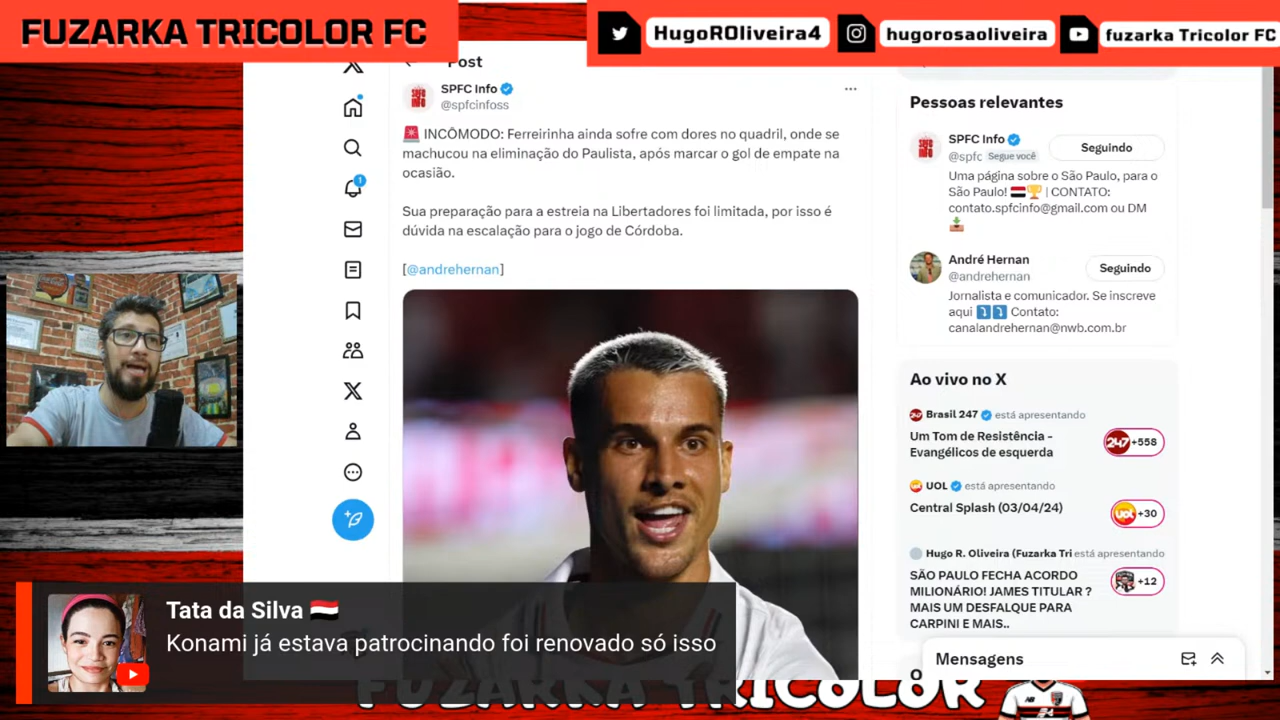 FUZARKA TRICOLOR FC
HugoROliveira4
hugorosaoliveira
fuzarka Tricolor FC
Post
SPFC Info
@spfcinfoss
INCÔMODO: Ferreirinha ainda sofre com dores no quadril, onde se
machucou na eliminação do Paulista, após marcar o gol de empate na
ocasião.
Sua preparação para a estreia na Libertadores foi limitada, por isso é
dúvida na escalação para o jogo de Córdoba.
[@andrehernan]
Pessoas relevantes
SPFC Info
@spfc Segue você
Seguindo
Uma página sobre o São Paulo, para o
São Paulo! | CONTATO:
contato.spfcinfo@gmail.com ou DM
André Hernan
@andrehernan
Seguindo
Jornalista e comunicador. Se inscreve
aqui Contato:
canalandrehernan@nwb.com.br
Ao vivo no X
Brasil 247 está apresentando
Um Tom de Resistência -
Evangélicos de esquerda
247 +558
UOL está apresentando
Central Splash (03/04/24)
UOL +30
Hugo R. Oliveira (Fuzarka Tri está apresentando
SÃO PAULO FECHA ACORDO
MILIONÁRIO! JAMES TITULAR ?
MAIS UM DESFALQUE PARA
CARPINI E MAIS..
+12
Mensagens
Tata da Silva
Konami já estava patrocinando foi renovado só isso
FUZARKA TRICOLOR